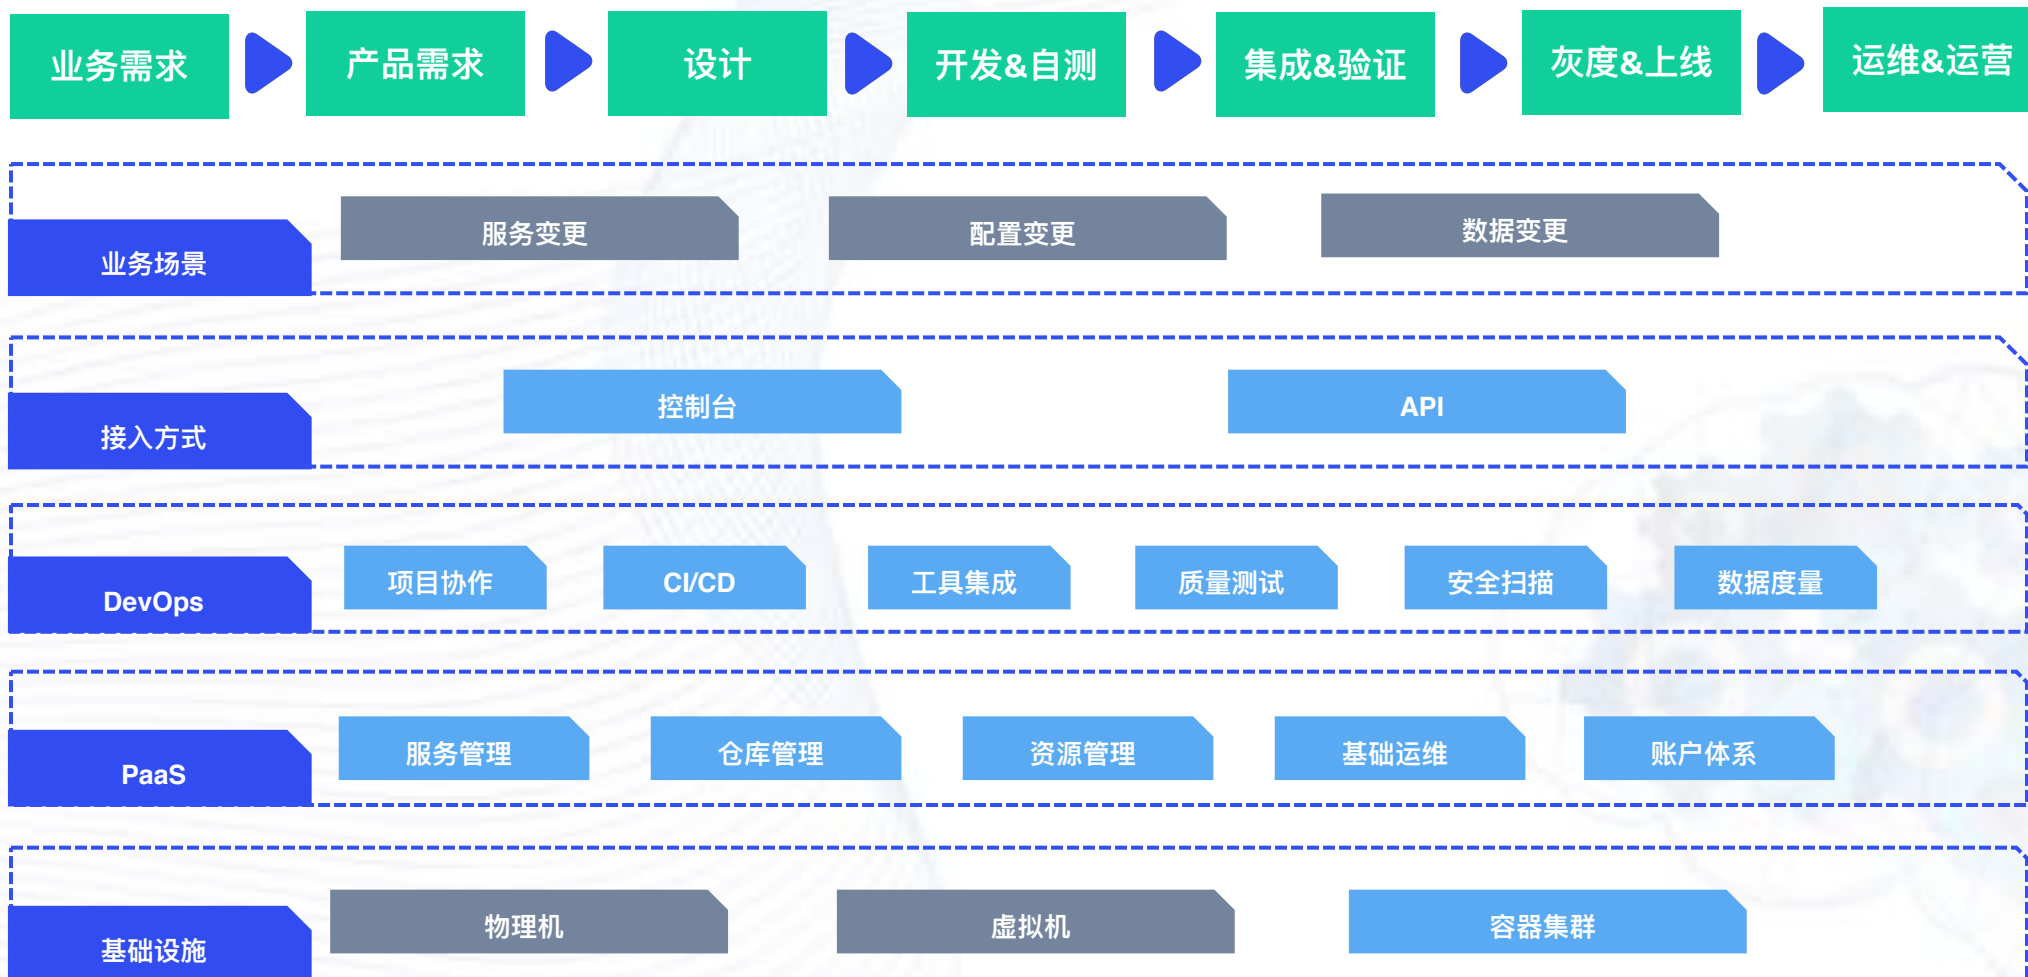 业务需求
产品需求
设计
开发&自测
集成&验证
灰度&上线
运维&运营
业务场景
服务变更
配置变更
数据变更
接入方式
控制台
API
DevOps
项目协作
CI/CD
工具集成
质量测试
安全扫描
数据度量
PaaS
服务管理
仓库管理
资源管理
基础运维
账户体系
基础设施
物理机
虚拟机
容器集群